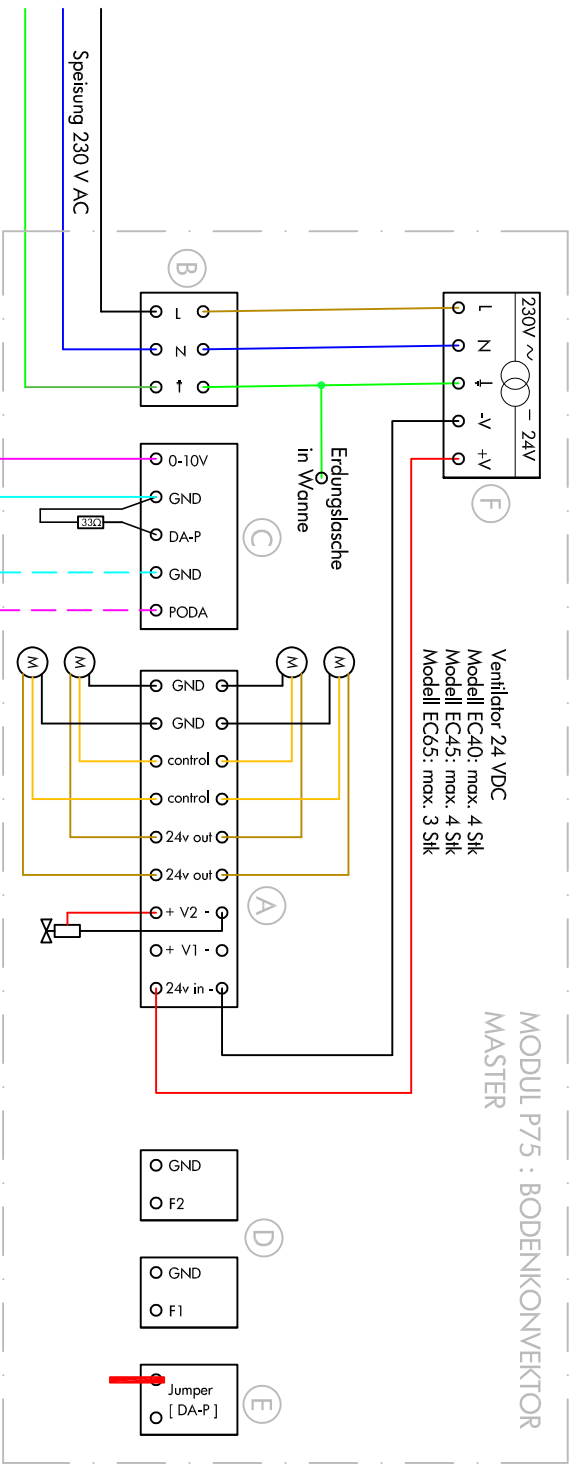 Speisung 230 V AC
B
L
N
230V ~ – 24V
L
N
-V
+V
F
Erdungslasche
in Wanne
0-10V
GND
DA-P
GND
PODA
33Ω
C
Ventilator 24 VDC
Modell EC40: max. 4 Stk
Modell EC45: max. 4 Stk
Modell EC65: max. 3 Stk
M
M
M
M
GND
GND
control
control
24v out
24v out
+ V2 -
+ V1 -
24v in -
A
MODUL P75 : BODENKONVEKTOR
MASTER
GND
F2
D
GND
F1
Jumper
[ DA-P ]
E